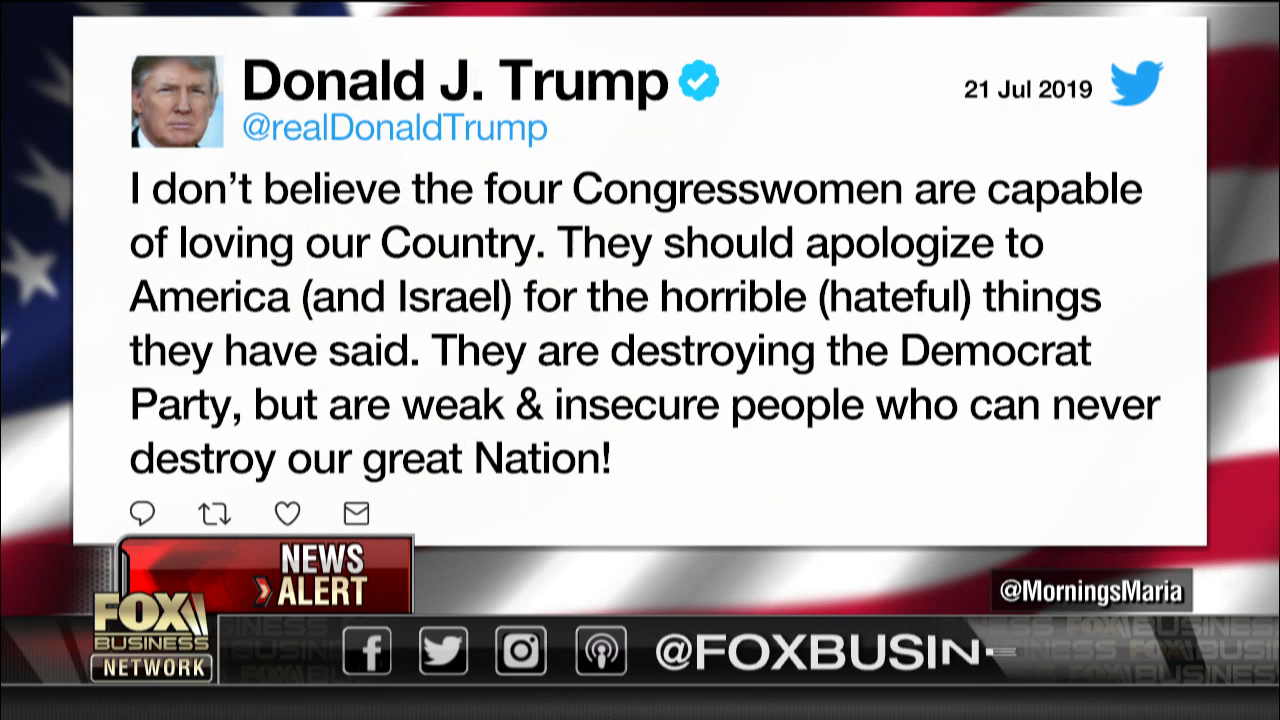 Donald J. Trump
@realDonaldTrump
21 Jul 2019
I don’t believe the four Congresswomen are capable
of loving our Country. They should apologize to
America (and Israel) for the horrible (hateful) things
they have said. They are destroying the Democrat
Party, but are weak & insecure people who can never
destroy our great Nation!
NEWS
ALERT
@MorningsMaria
FOX
BUSINESS
NETWORK
@FOXBUSIN